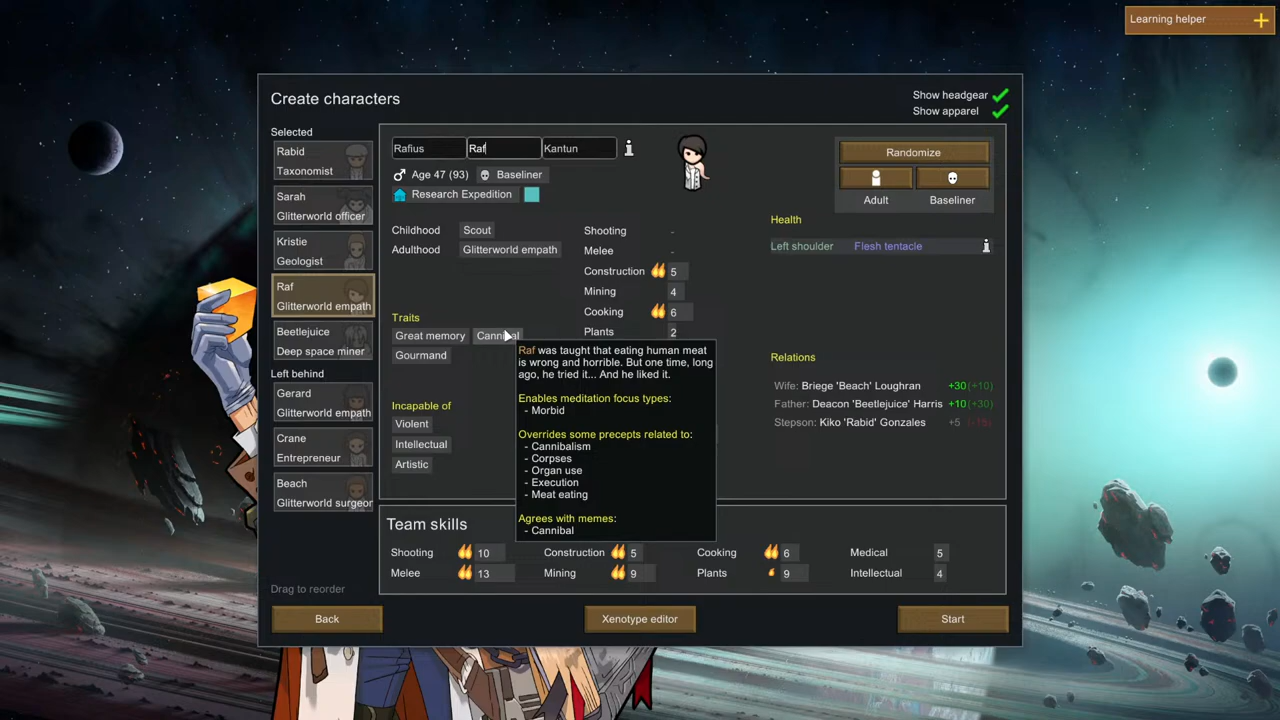 Learning helper
Create characters
Show headgear
Show apparel
Selected
Rabid
Taxonomist
Sarah
Glitterworld officer
Kristie
Geologist
Raf
Glitterworld empath
Beetlejuice
Deep space miner
Left behind
Gerard
Glitterworld empath
Crane
Entrepreneur
Beach
Glitterworld surgeon
Drag to reorder
Rafius Raf Kantun
Age 47 (93) Baseliner
Research Expedition
Childhood Scout
Adulthood Glitterworld empath
Traits
Great memory Cannibal
Gourmand
Incapable of
Violent
Intellectual
Artistic
Shooting -
Melee -
Construction 5
Mining 4
Cooking 6
Plants 2
Raf was taught that eating human meat
is wrong and horrible. But one time, long
ago, he tried it... And he liked it.
Enables meditation focus types:
- Morbid
Overrides some precepts related to:
- Cannibalism
- Corpses
- Organ use
- Execution
- Meat eating
Agrees with memes:
- Cannibal
Randomize
Adult Baseliner
Health
Left shoulder Flesh tentacle
Relations
Wife: Briege 'Beach' Loughran +30 (+10)
Father: Deacon 'Beetlejuice' Harris +10 (+30)
Stepson: Kiko 'Rabid' Gonzales +5 (-15)
Team skills
Shooting 10 Construction 5 Cooking 6 Medical 5
Melee 13 Mining 9 Plants 9 Intellectual 4
Back Xenotype editor Start